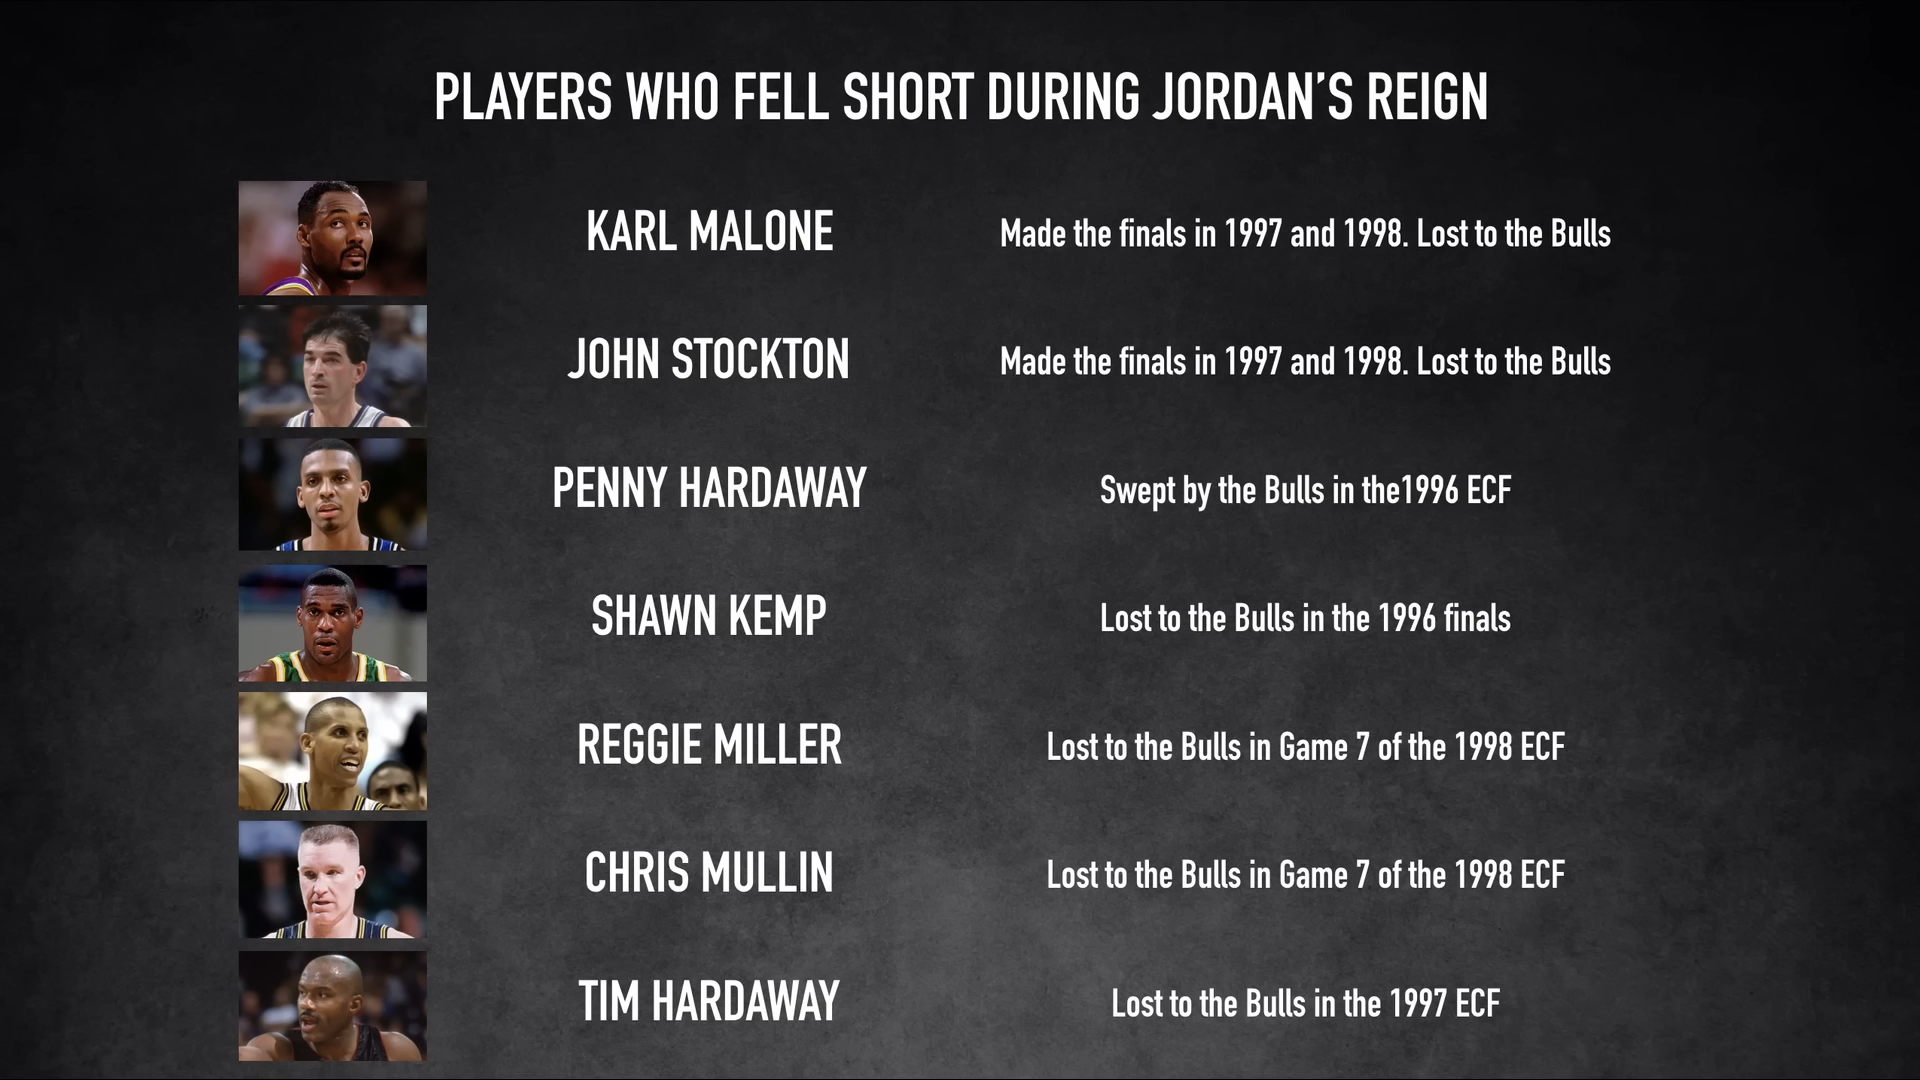 PLAYERS WHO FELL SHORT DURING JORDAN'S REIGN
KARL MALONE
Made the finals in 1997 and 1998. Lost to the Bulls
JOHN STOCKTON
Made the finals in 1997 and 1998. Lost to the Bulls
PENNY HARDAWAY
Swept by the Bulls in the1996 ECF
SHAWN KEMP
Lost to the Bulls in the 1996 finals
REGGIE MILLER
Lost to the Bulls in Game 7 of the 1998 ECF
CHRIS MULLIN
Lost to the Bulls in Game 7 of the 1998 ECF
TIM HARDAWAY
Lost to the Bulls in the 1997 ECF